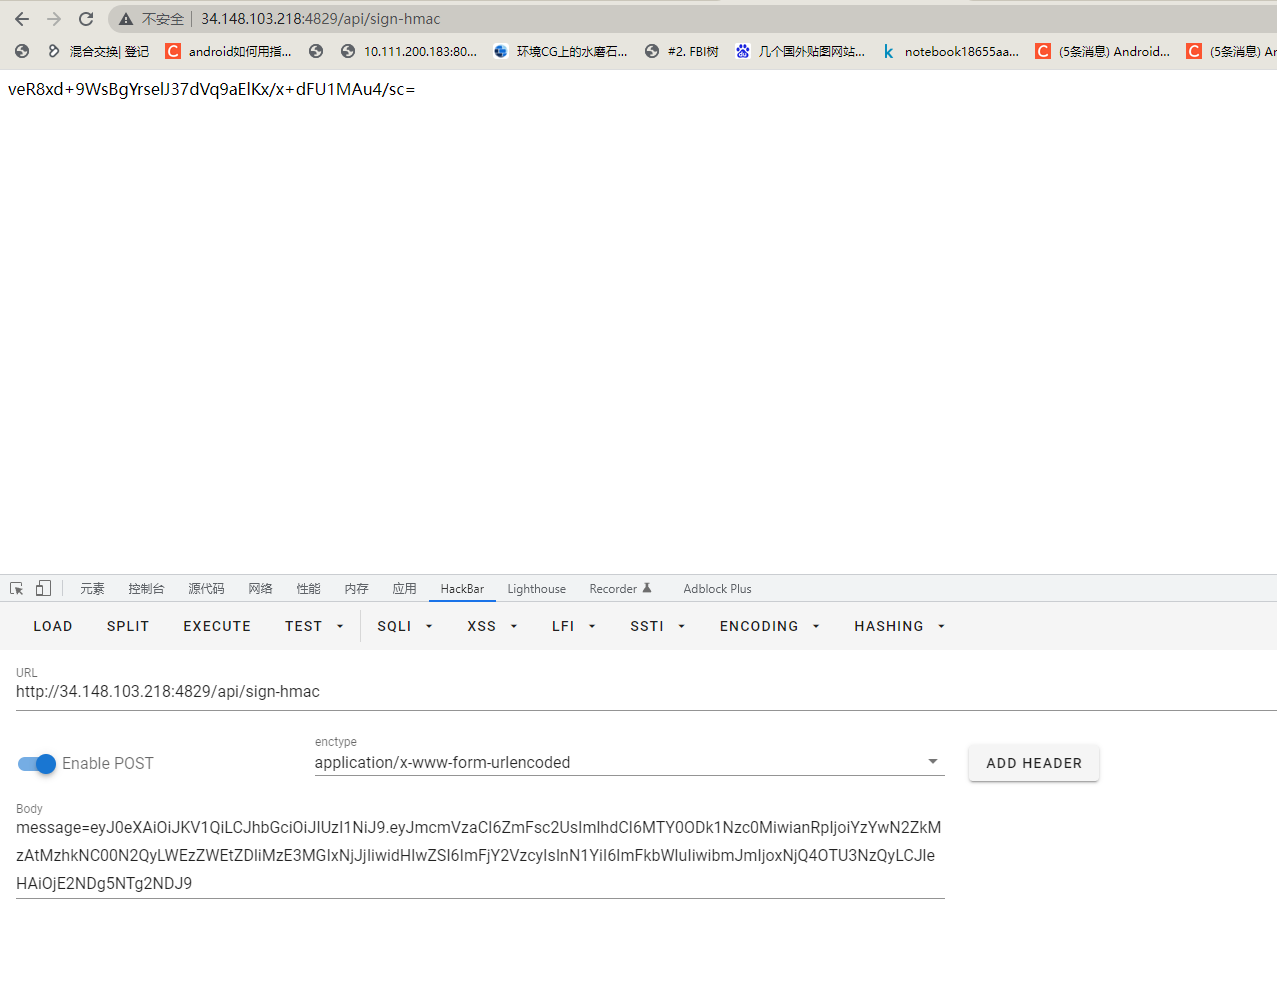 不安全 34.148.103.218:4829/api/sign-hmac
混合交换| 登记 android如何用指... 10.111.200.183:80... 环境CG上的水磨石... #2. FBI树 几个国外贴图网站... notebook18655aa... (5条消息) Android... (5条消息) Ar
veR8xd+9WsBgYrselJ37dVq9aElKx/x+dFU1MAu4/sc=
元素 控制台 源代码 网络 性能 内存 应用 HackBar Lighthouse Recorder Adblock Plus
LOAD SPLIT EXECUTE TEST SQLI XSS LFI SSTI ENCODING HASHING
URL
http://34.148.103.218:4829/api/sign-hmac
enctype
Enable POST application/x-www-form-urlencoded ADD HEADER
Body
message=eyJ0eXAiOiJKV1QiLCJhbGciOiJIUzI1NiJ9.eyJmcmVzaCI6ZmFsc2UsImlhdCI6MTY0ODk1Nzc0MiwianRpIjoiYzYwN2ZkM
zAtMzhkNC00N2QyLWEzZWEtZDliMzE3MGIxNjJjIiwidHlwZSI6ImFjY2VzcyIsInN1YiI6ImFkbWluIiwibmJmIjoxNjQ4OTU3NzQyLCJle
HAiOjE2NDg5NTg2NDJ9